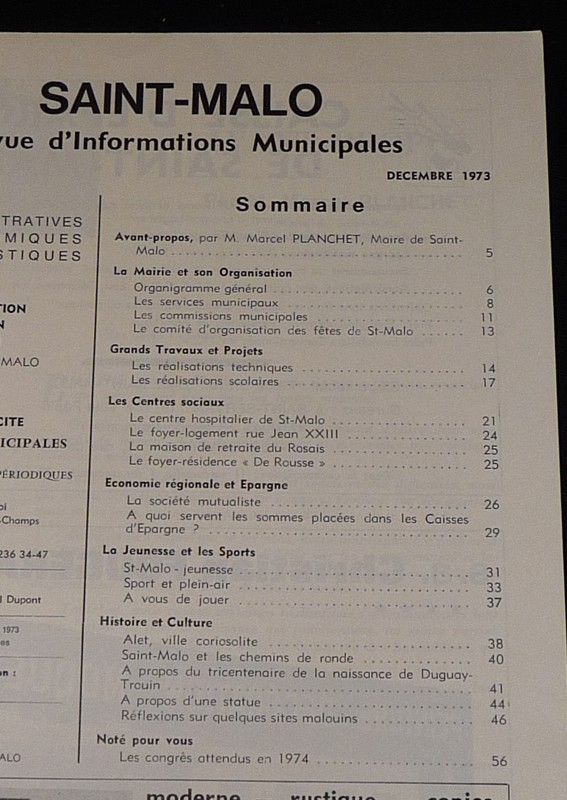 SAINT-MALO
vue d'Informations Municipales
DECEMBRE 1973
Sommaire
Avant-propos, par M. Marcel PLANCHET, Maire de Saint-
Malo 5
La Mairie et son Organisation
Organigramme général 6
Les services municipaux 8
Les commissions municipales 11
Le comité d'organisation des fêtes de St-Malo 13
Grands Travaux et Projets
Les réalisations techniques 14
Les réalisations scolaires 17
Les Centres sociaux
Le centre hospitalier de St-Malo 21
Le foyer-logement rue Jean XXIII 24
La maison de retraite du Rosais 25
Le foyer-résidence « De Rousse » 25
Economie régionale et Epargne
La société mutualiste 26
A quoi servent les sommes placées dans les Caisses
d'Epargne ? 29
La Jeunesse et les Sports
St-Malo - jeunesse 31
Sport et plein-air 33
A vous de jouer 37
Histoire et Culture
Alet, ville coriosolite 38
Saint-Malo et les chemins de ronde 40
A propos du tricentenaire de la naissance de Duguay-
Trouin 41
A propos d'une statue 44
Réflexions sur quelques sites malouins 46
Noté pour vous
Les congrès attendus en 1974 56
TRATIVES
MIQUES
STIQUES
TION
N
MALO
CITE
ICIPALES
PÉRIODIQUES
ol
-Champs
236 34-47
l Dupont
1973
es
on :
ALO
moderne rustique copies